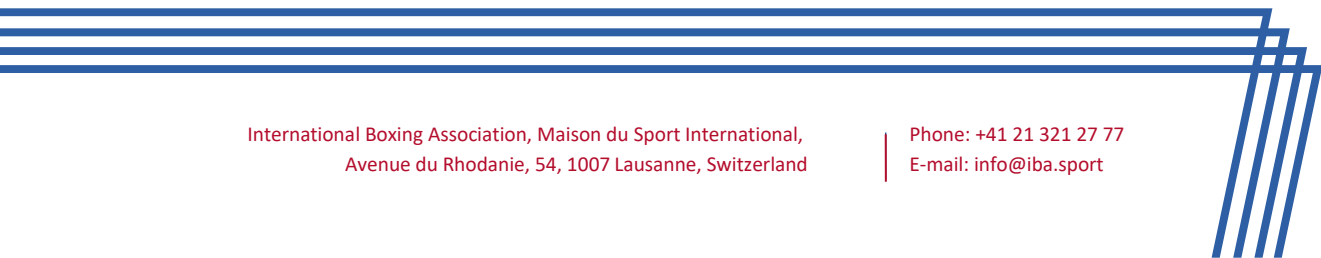 International Boxing Association, Maison du Sport International,
Avenue du Rhodanie, 54, 1007 Lausanne, Switzerland
Phone: +41 21 321 27 77
E-mail: info@iba.sport